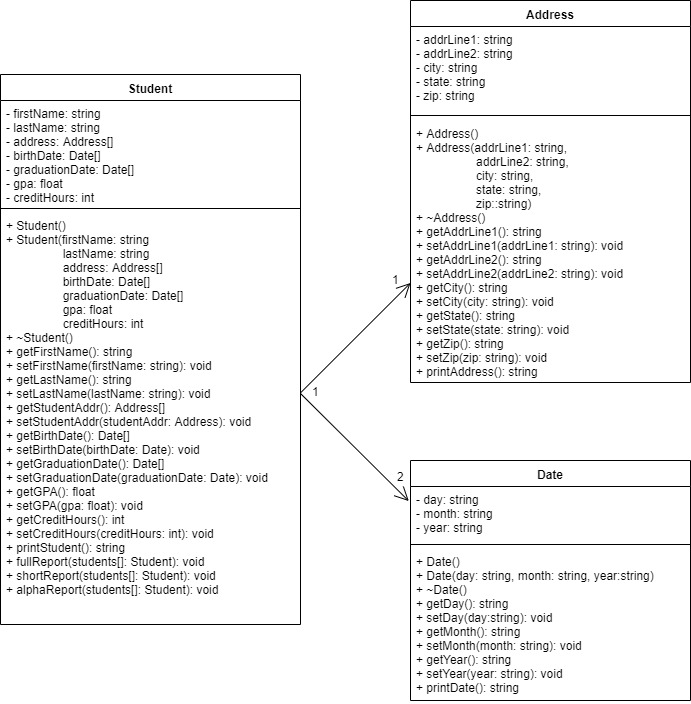 Student
- firstName: string
- lastName: string
- address: Address[]
- birthDate: Date[]
- graduationDate: Date[]
- gpa: float
- creditHours: int
+ Student()
+ Student(firstName: string
lastName: string
address: Address[]
birthDate: Date[]
graduationDate: Date[]
gpa: float
creditHours: int
+ ~Student()
+ getFirstName(): string
+ setFirstName(firstName: string): void
+ getLastName(): string
+ setLastName(lastName: string): void
+ getStudentAddr(): Address[]
+ setStudentAddr(studentAddr: Address): void
+ getBirthDate(): Date[]
+ setBirthDate(birthDate: Date): void
+ getGraduationDate(): Date[]
+ setGraduationDate(graduationDate: Date): void
+ getGPA(): float
+ setGPA(gpa: float): void
+ getCreditHours(): int
+ setCreditHours(creditHours: int): void
+ printStudent(): string
+ fullReport(students[]: Student): void
+ shortReport(students[]: Student): void
+ alphaReport(students[]: Student): void
1
1
2
Address
- addrLine1: string
- addrLine2: string
- city: string
- state: string
- zip: string
+ Address()
+ Address(addrLine1: string,
addrLine2: string,
city: string,
state: string,
zip::string)
+ ~Address()
+ getAddrLine1(): string
+ setAddrLine1(addrLine1: string): void
+ getAddrLine2(): string
+ setAddrLine2(addrLine2: string): void
+ getCity(): string
+ setCity(city: string): void
+ getState(): string
+ setState(state: string): void
+ getZip(): string
+ setZip(zip: string): void
+ printAddress(): string
Date
- day: string
- month: string
- year: string
+ Date()
+ Date(day: string, month: string, year:string)
+ ~Date()
+ getDay(): string
+ setDay(day:string): void
+ getMonth(): string
+ setMonth(month: string): void
+ getYear(): string
+ setYear(year: string): void
+ printDate(): string